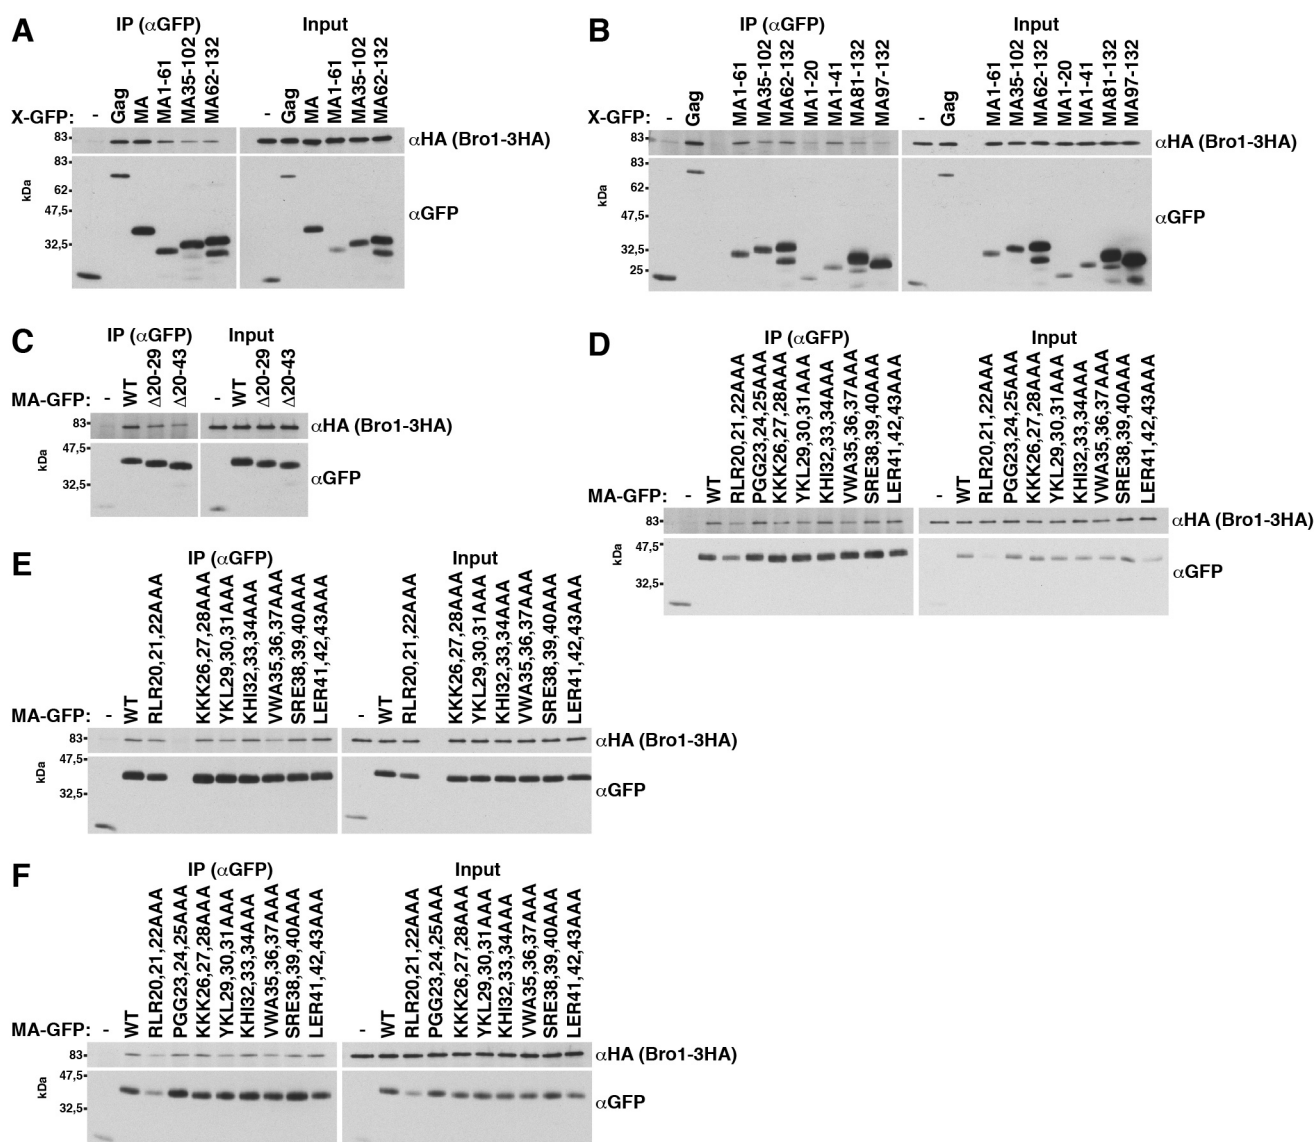 A
IP (αGFP)
Input
X-GFP:
-
Gag
MA
MA1-61
MA35-102
MA62-132
-
Gag
MA
MA1-61
MA35-102
MA62-132
83
αHA (Bro1-3HA)
83
62
47,5
32,5
kDa
αGFP
B
IP (αGFP)
Input
X-GFP:
-
Gag
MA1-61
MA35-102
MA62-132
MA1-20
MA1-41
MA81-132
MA97-132
-
Gag
MA1-61
MA35-102
MA62-132
MA1-20
MA1-41
MA81-132
MA97-132
83
αHA (Bro1-3HA)
83
62
47,5
32,5
25
kDa
αGFP
C
IP (αGFP)
Input
MA-GFP:
-
WT
Δ20-29
Δ20-43
-
WT
Δ20-29
Δ20-43
83
αHA (Bro1-3HA)
47,5
32,5
kDa
αGFP
D
IP (αGFP)
Input
MA-GFP:
-
WT
RLR20,21,22AAA
PGG23,24,25AAA
KKK26,27,28AAA
YKL29,30,31AAA
KHI32,33,34AAA
VWA35,36,37AAA
SRE38,39,40AAA
LER41,42,43AAA
-
WT
RLR20,21,22AAA
PGG23,24,25AAA
KKK26,27,28AAA
YKL29,30,31AAA
KHI32,33,34AAA
VWA35,36,37AAA
SRE38,39,40AAA
LER41,42,43AAA
83
αHA (Bro1-3HA)
47,5
32,5
kDa
αGFP
E
IP (αGFP)
Input
MA-GFP:
-
WT
RLR20,21,22AAA
KKK26,27,28AAA
YKL29,30,31AAA
KHI32,33,34AAA
VWA35,36,37AAA
SRE38,39,40AAA
LER41,42,43AAA
-
WT
RLR20,21,22AAA
KKK26,27,28AAA
YKL29,30,31AAA
KHI32,33,34AAA
VWA35,36,37AAA
SRE38,39,40AAA
LER41,42,43AAA
83
αHA (Bro1-3HA)
47,5
32,5
kDa
αGFP
F
IP (αGFP)
Input
MA-GFP:
-
WT
RLR20,21,22AAA
PGG23,24,25AAA
KKK26,27,28AAA
YKL29,30,31AAA
KHI32,33,34AAA
VWA35,36,37AAA
SRE38,39,40AAA
LER41,42,43AAA
-
WT
RLR20,21,22AAA
PGG23,24,25AAA
KKK26,27,28AAA
YKL29,30,31AAA
KHI32,33,34AAA
VWA35,36,37AAA
SRE38,39,40AAA
LER41,42,43AAA
83
αHA (Bro1-3HA)
47,5
32,5
kDa
αGFP